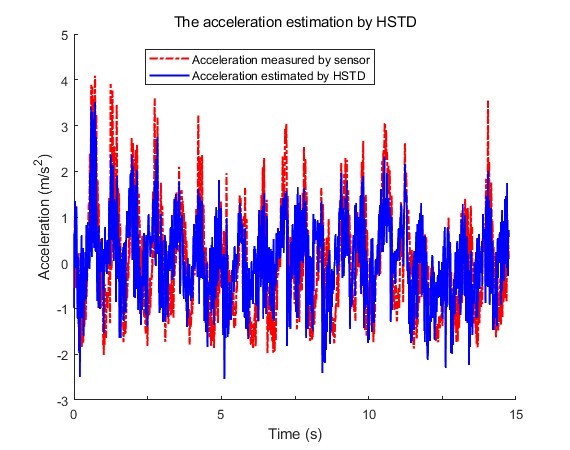 The acceleration estimation by HSTD
Acceleration measured by sensor
Acceleration estimated by HSTD
Acceleration (m/s²)
5
4
3
2
1
0
-1
-2
-3
0
5
10
15
Time (s)